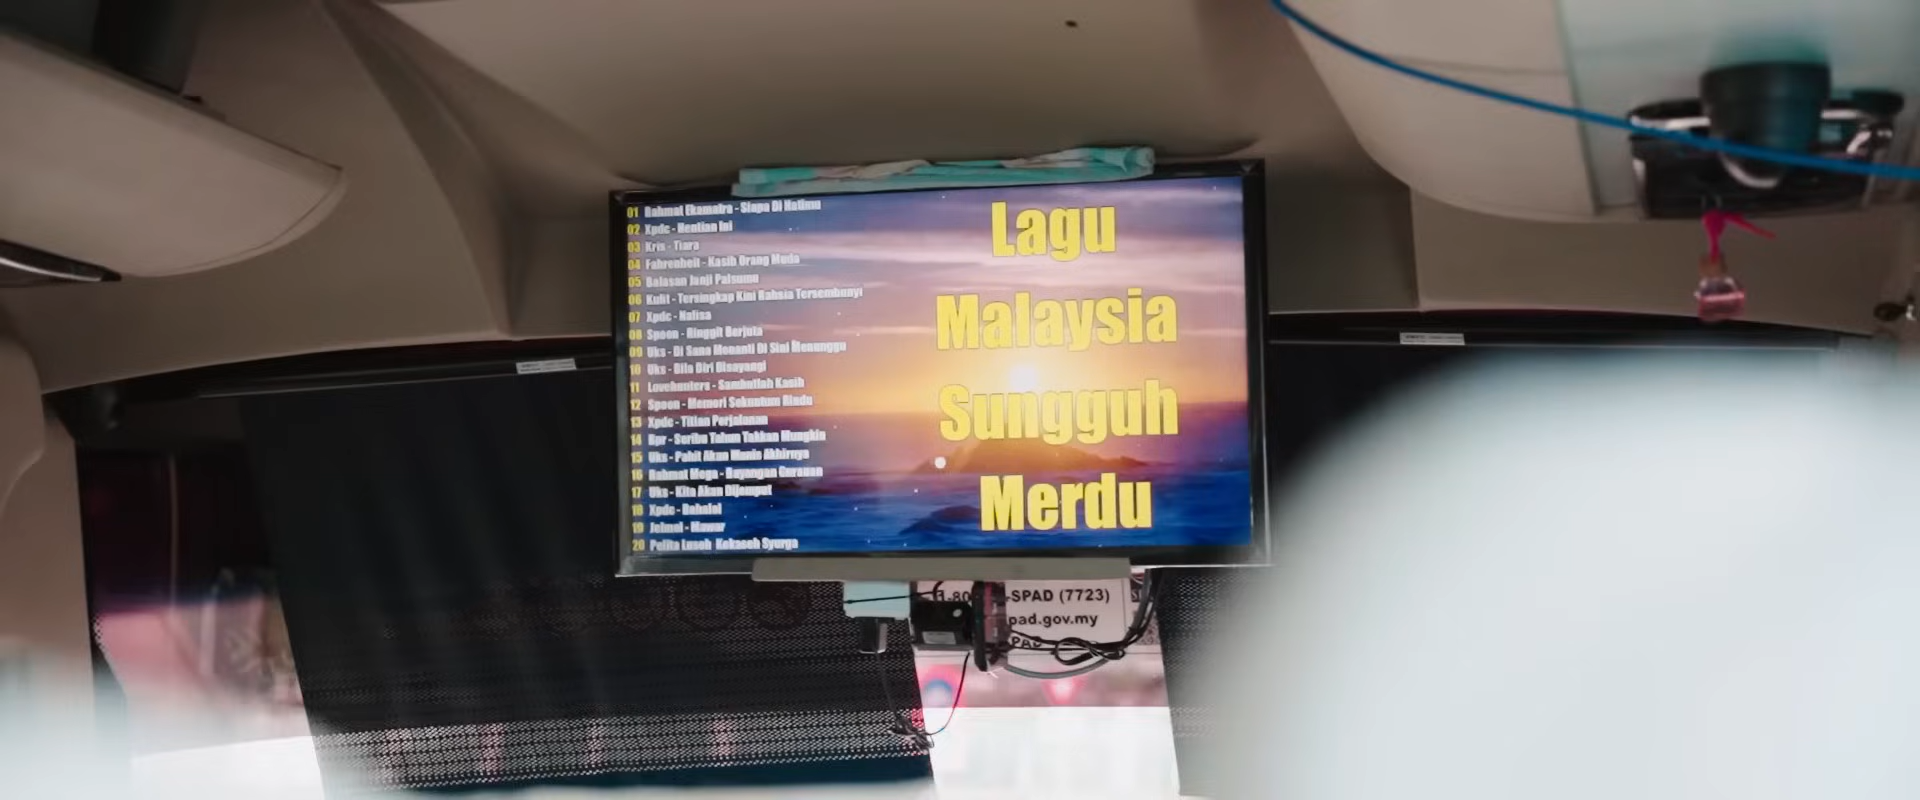 01 Rahmat Ekamatra - Siapa Di Hatimu
02 Xpdc - Hentian Ini
03 Kris - Tiara
04 Fahrenheit - Kasih Orang Muda
05 Balasan Janji Palsumu
06 Kulit - Tersingkap Kini Rahsia Tersembunyi
07 Xpdc - Nafisa
08 Spoon - Ringgit Berjuta
09 Uks - Di Sana Menanti Di Sini Menunggu
10 Uks - Bila Diri Disayangi
11 Lovehunters - Sambutlah Kasih
12 Spoon - Memori Sekuntum Rindu
13 Xpdc - Titian Perjalanan
14 Bpr - Seribu Tahun Takkan Mungkin
15 Uks - Pahit Akan Manis Akhirnya
16 Rahmat Mega - Bayangan Gurauan
17 Uks - Kita Akan Dijemput
18 Xpdc
19 Jelmol - Mawar
20 Pelita Kekaseh Syurga
Lagu
Malaysia
Sungguh
Merdu
1-80 -SPAD (7723)
pad.gov.my